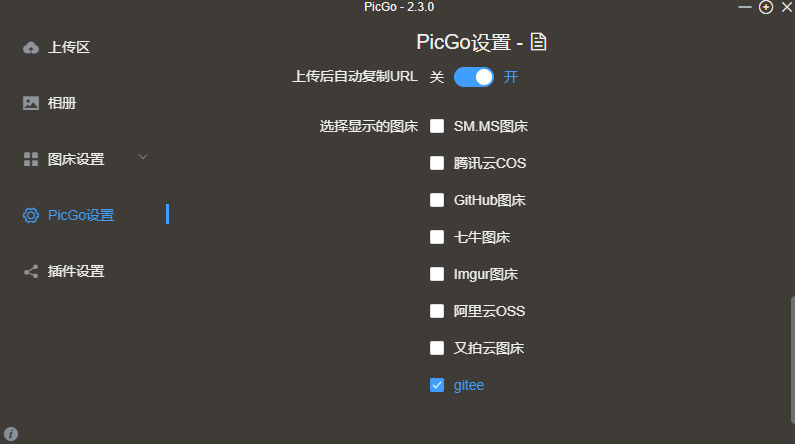 PicGo - 2.3.0
上传区
相册
图床设置
PicGo设置
插件设置
PicGo设置 -
上传后自动复制URL 关 开
选择显示的图床
SM.MS图床
腾讯云COS
GitHub图床
七牛图床
Imgur图床
阿里云OSS
又拍云图床
gitee